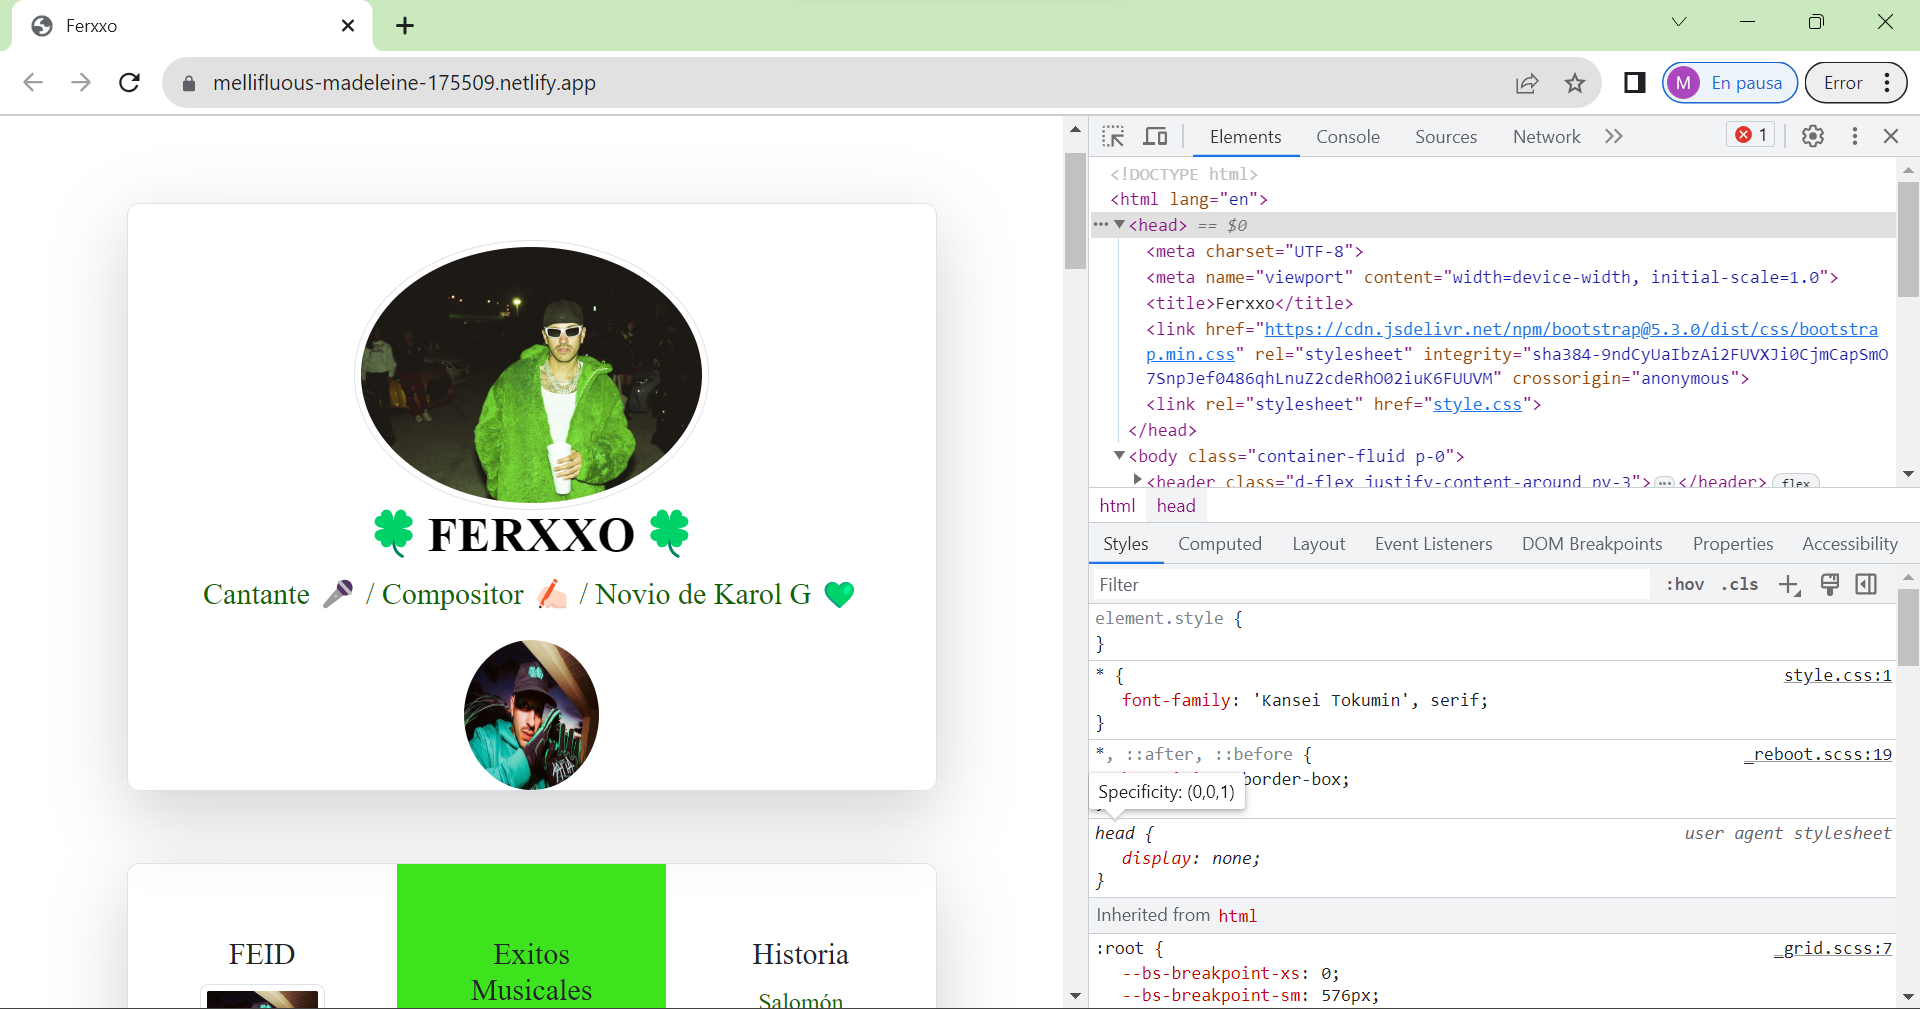 Ferxxo
mellifluous-madeleine-175509.netlify.app
M En pausa
Error
FERXXO
Cantante 🎤 / Compositor ✍🏻 / Novio de Karol G 💚
FEID
Exitos
Musicales
Historia
Salomón
Elements Console Sources Network 1
<!DOCTYPE html>
<html lang="en">
<head> == $0
<meta charset="UTF-8">
<meta name="viewport" content="width=device-width, initial-scale=1.0">
<title>Ferxxo</title>
<link href="https://cdn.jsdelivr.net/npm/bootstrap@5.3.0/dist/css/bootstra
p.min.css" rel="stylesheet" integrity="sha384-9ndCyUaIbzAi2FUVXJi0CjmCapSmO
7SnpJef0486qhLnuZ2cdeRhO02iuK6FUUVM" crossorigin="anonymous">
<link rel="stylesheet" href="style.css">
</head>
<body class="container-fluid p-0">
<header class="d-flex justify-content-around py-3"> … </header> flex
html head
Styles Computed Layout Event Listeners DOM Breakpoints Properties Accessibility
Filter :hov .cls
element.style {
}
* { style.css:1
font-family: 'Kansei Tokumin', serif;
}
*, ::after, ::before { _reboot.scss:19
border-box;
Specificity: (0,0,1)
head { user agent stylesheet
display: none;
}
Inherited from html
:root { _grid.scss:7
--bs-breakpoint-xs: 0;
--bs-breakpoint-sm: 576px;